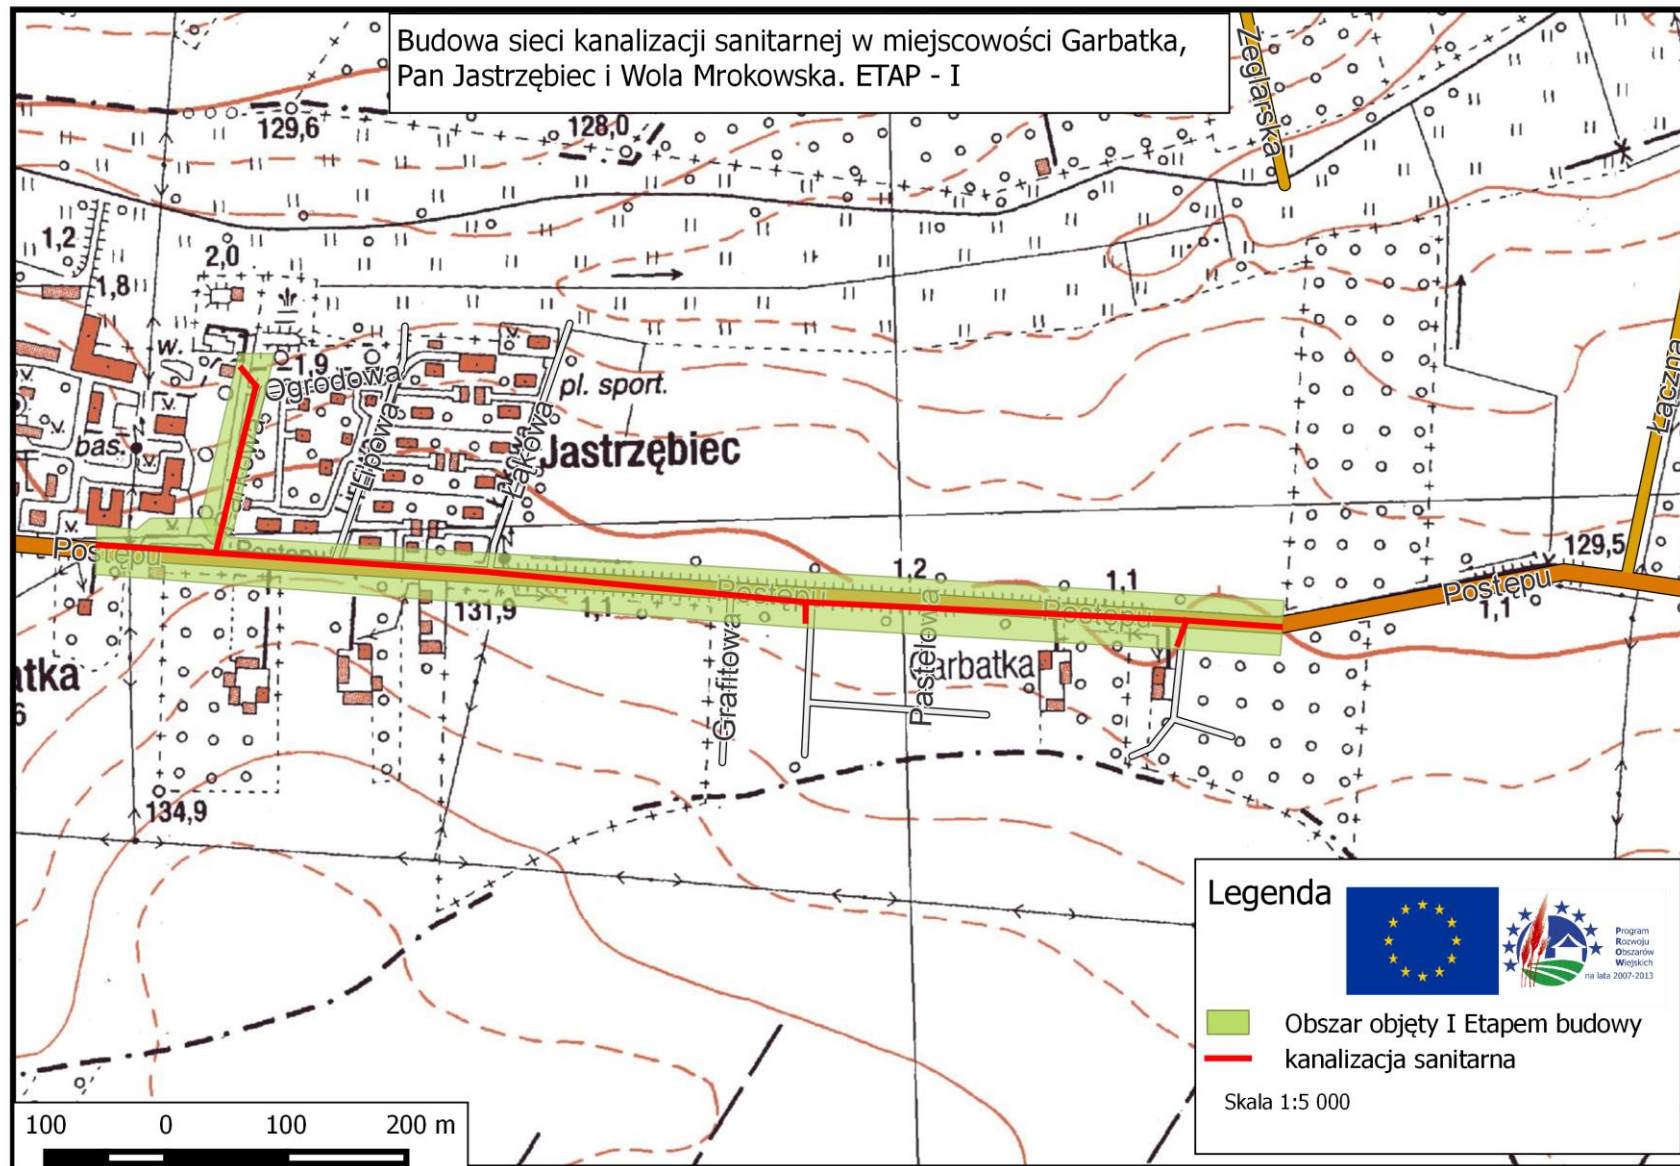 Budowa sieci kanalizacji sanitarnej w miejscowości Garbatka,
Pan Jastrzębiec i Wola Mrokowska. ETAP - I
Żeglarska
129,6
128,0
1,2
2,0
1,8
w.
1,9
Ogrodowa
pl. sport.
Łączna
Lipowa
Łąkowa
Jastrzębiec
bas.
Postępu
Postępu
129,5
1,2
1,1
Postępu
Postępu
Postępu
1,1
131,9
1,1
Grafitowa
Pastelowa
Garbatka
atka
6
134,9
Legenda
Program
Rozwoju
Obszarów
Wiejskich
na lata 2007-2013
Obszar objęty I Etapem budowy
kanalizacja sanitarna
Skala 1:5 000
100 0 100 200 m